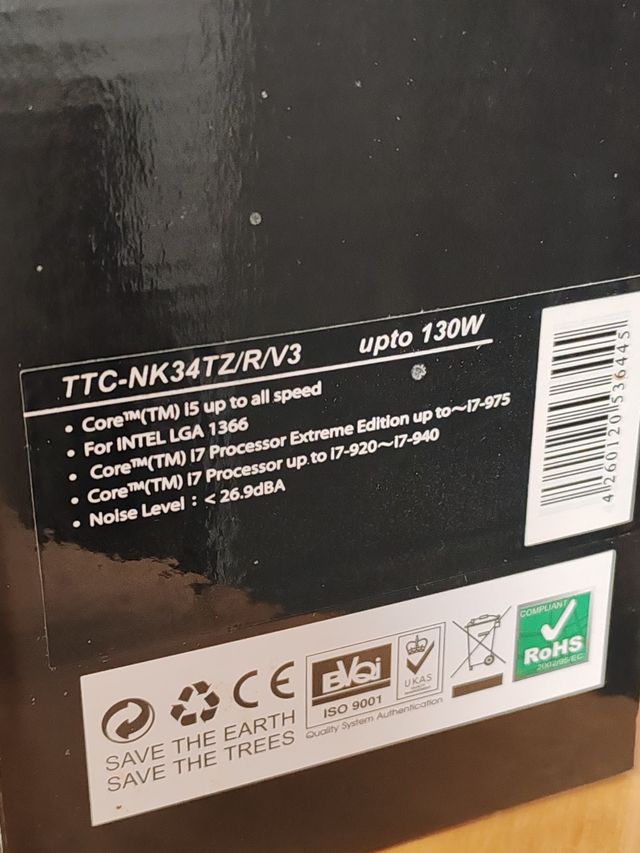 TTC-NK34TZ/R/V3 upto 130W
• Core™(TM) i5 up to all speed
• For INTEL LGA 1366
• Core™(TM) i7 Processor Extreme Edition up to~i7-975
• Core™(TM) i7 Processor up to i7-920~i7-940
• Noise Level : < 26.9dBA
4 260120 536445
SAVE THE EARTH
SAVE THE TREES
CE
BVQi
ISO 9001
Quality System Authentication
UKAS
COMPLIANT
RoHS
2002/95/EC